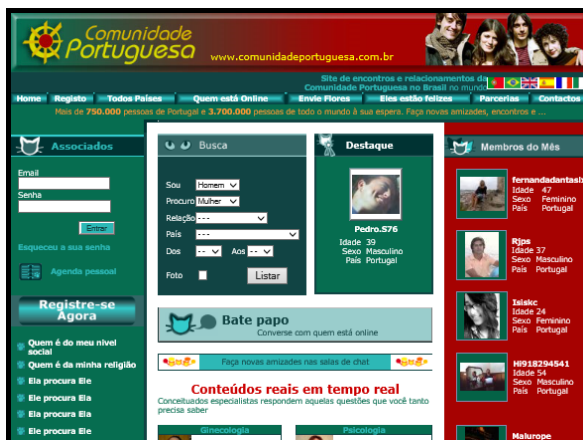 Comunidade
Portuguesa
www.comunidadeportuguesa.com.br
Site de encontros e relacionamentos da
Comunidade Portuguesa no Brasil no mundo
Home Registo Todos Países Quem está Online Envie Flores Eles estão felizes Parcerias Contactos
Mais de 750.000 pessoas de Portugal e 3.700.000 pessoas de todo o mundo à sua espera. Faça novas amizades, encontros e ...
Associados
Email
Senha
Entrar
Esqueceu a sua senha
Agenda pessoal
Registre-se
Agora
Quem é do meu nivel
social
Quem é da minha religião
Ela procura Ele
Ele procura Ela
Ela procura Ela
Ele procura Ele
Busca
Sou Homem
Procuro Mulher
Relação ---
País ---
Dos -- Aos --
Foto Listar
Destaque
Pedro.S76
Idade 39
Sexo Masculino
País Portugal
Bate papo
Converse com quem está online
Faça novas amizades nas salas de chat
Conteúdos reais em tempo real
Conceituados especialistas respondem aquelas questões que você tanto
precisa saber
Ginecologia Psicologia
Membros do Mês
fernandadantasb
Idade 47
Sexo Feminino
País Portugal
Rjps
Idade 37
Sexo Masculino
País Portugal
Isiskc
Idade 24
Sexo Feminino
País Portugal
Hl918294541
Idade 54
Sexo Masculino
País Portugal
Malurope